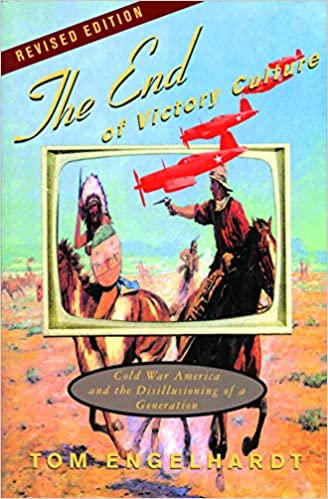 REVISED EDITION
The End
of Victory Culture
Cold War America
and the Disillusioning of a
Generation
TOM ENGELHARDT